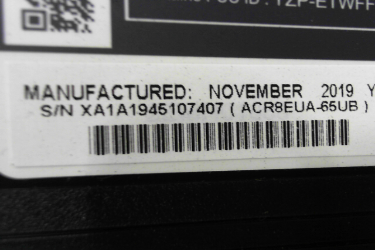 MANUFACTURED: NOVEMBER 2019
S/N XA1A1945107407 ( ACR8EUA-65UB )